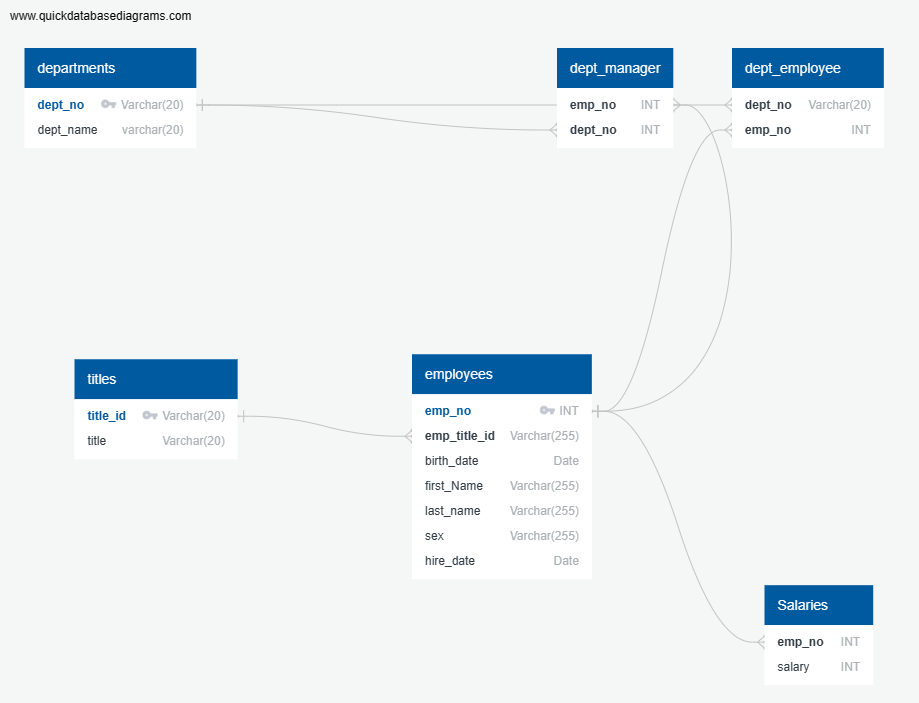 www.quickdatabasediagrams.com
departments
dept_no Varchar(20)
dept_name varchar(20)
dept_manager
emp_no INT
dept_no INT
dept_employee
dept_no Varchar(20)
emp_no INT
titles
title_id Varchar(20)
title Varchar(20)
employees
emp_no INT
emp_title_id Varchar(255)
birth_date Date
first_Name Varchar(255)
last_name Varchar(255)
sex Varchar(255)
hire_date Date
Salaries
emp_no INT
salary INT